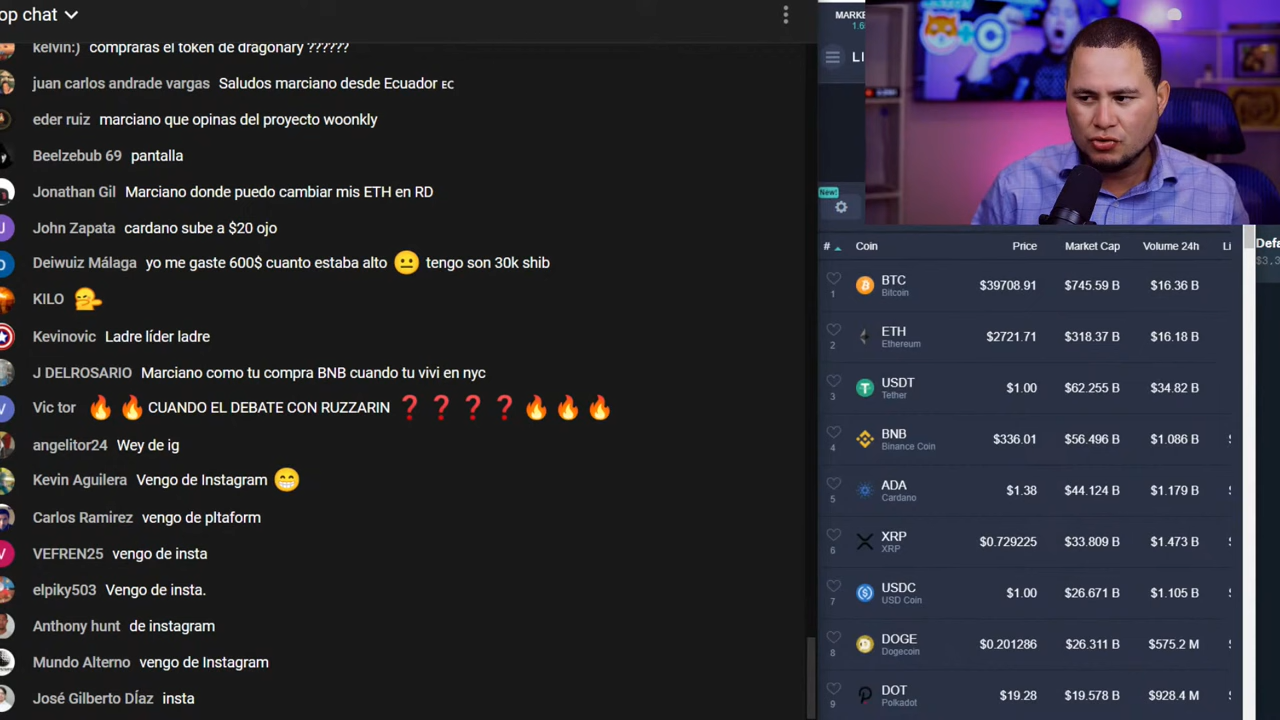 op chat
kelvin:) compraras el token de dragonary ??????
juan carlos andrade vargas Saludos marciano desde Ecuador EC
eder ruiz marciano que opinas del proyecto woonkly
Beelzebub 69 pantalla
Jonathan Gil Marciano donde puedo cambiar mis ETH en RD
John Zapata cardano sube a $20 ojo
Deiwuiz Málaga yo me gaste 600$ cuanto estaba alto 😐 tengo son 30k shib
KILO
Kevinovic Ladre líder ladre
J DELROSARIO Marciano como tu compra BNB cuando tu vivi en nyc
Vic tor 🔥 🔥 CUANDO EL DEBATE CON RUZZARIN ❓ ❓ ❓ ❓ 🔥 🔥 🔥
angelitor24 Wey de ig
Kevin Aguilera Vengo de Instagram 😁
Carlos Ramirez vengo de pltaform
VEFREN25 vengo de insta
elpiky503 Vengo de insta.
Anthony hunt de instagram
Mundo Alterno vengo de Instagram
José Gilberto Díaz insta
MARKE
1.6
LI
New!
# Coin Price Market Cap Volume 24h Li
1 BTC Bitcoin $39708.91 $745.59 B $16.36 B
2 ETH Ethereum $2721.71 $318.37 B $16.18 B
3 USDT Tether $1.00 $62.255 B $34.82 B
4 BNB Binance Coin $336.01 $56.496 B $1.086 B
5 ADA Cardano $1.38 $44.124 B $1.179 B
6 XRP XRP $0.729225 $33.809 B $1.473 B
7 USDC USD Coin $1.00 $26.671 B $1.105 B
8 DOGE Dogecoin $0.201286 $26.311 B $575.2 M
9 DOT Polkadot $19.28 $19.578 B $928.4 M
Defa
$3.3